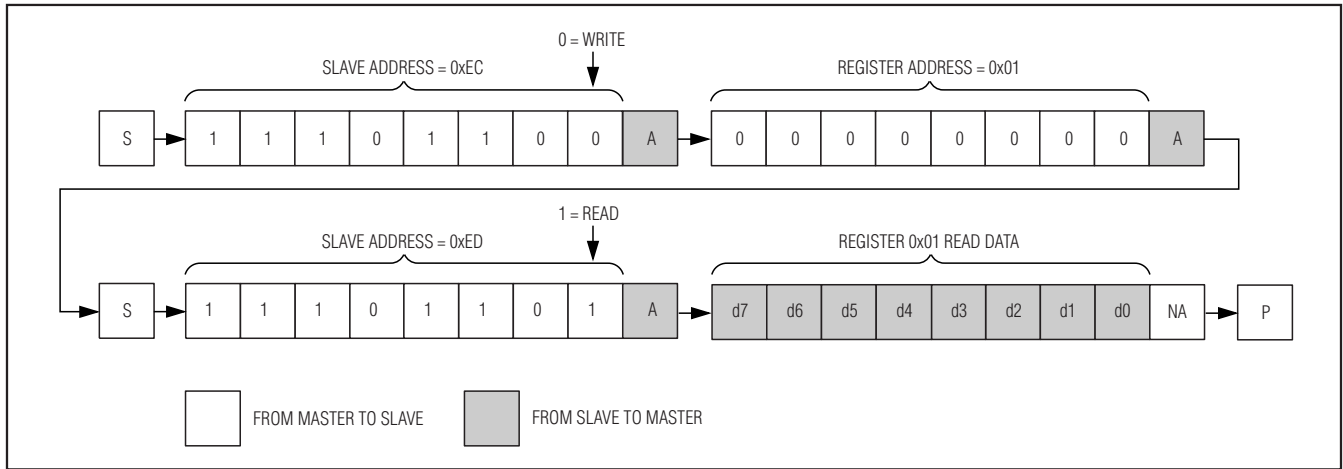 0 = WRITE
SLAVE ADDRESS = 0xEC REGISTER ADDRESS = 0x01
S 1 1 1 0 1 1 0 0 A 0 0 0 0 0 0 0 0 A
1 = READ
SLAVE ADDRESS = 0xED REGISTER 0x01 READ DATA
S 1 1 1 0 1 1 0 1 A d7 d6 d5 d4 d3 d2 d1 d0 NA P
FROM MASTER TO SLAVE FROM SLAVE TO MASTER